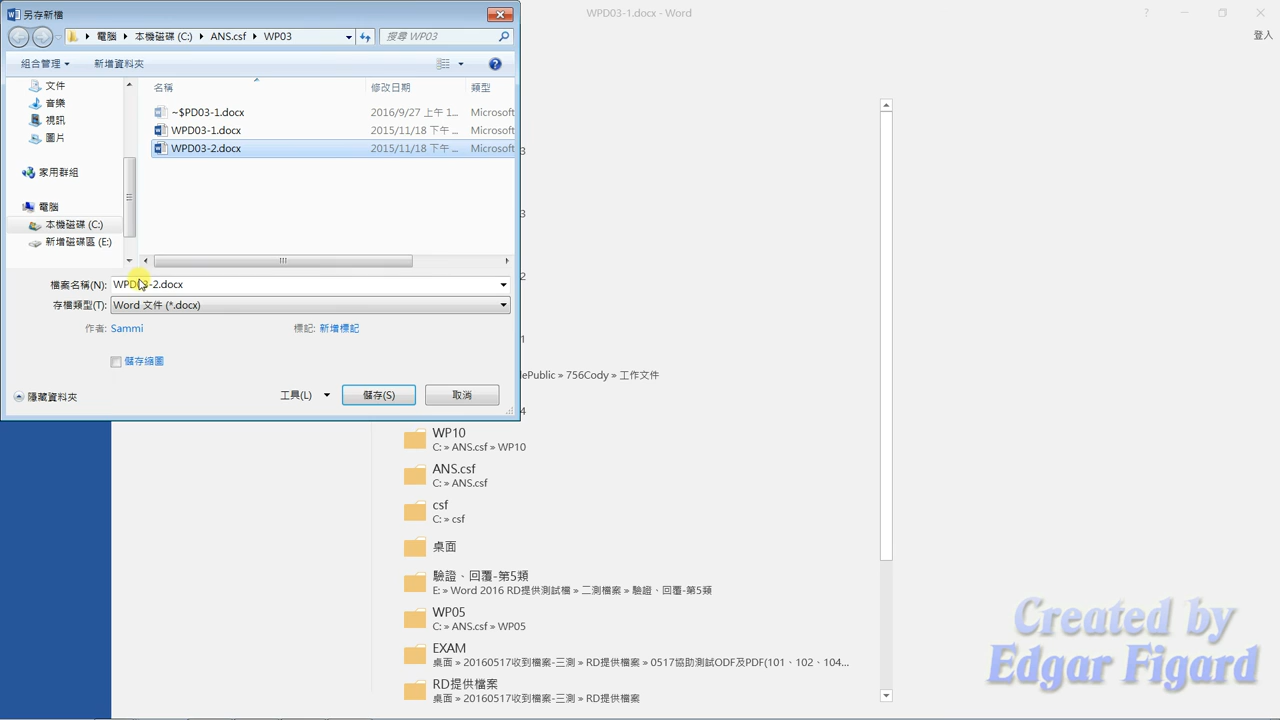 另存新檔
WPD03-1.docx - Word
登入
電腦 本機磁碟 (C:) ANS.csf WP03
搜尋 WP03
組合管理 新增資料夾
名稱 修改日期 類型
文件
音樂
視訊
圖片
家用群組
電腦
本機磁碟 (C:)
新增磁碟區 (E:)
~$PD03-1.docx 2016/9/27 上午 1... Microsoft
WPD03-1.docx 2015/11/18 下午 ... Microsoft
WPD03-2.docx 2015/11/18 下午 ... Microsoft
檔案名稱(N): WPD03-2.docx
存檔類型(T): Word 文件 (*.docx)
作者: Sammi 標記: 新增標記
儲存縮圖
隱藏資料夾 工具(L) 儲存(S) 取消
3
3
2
1
lePublic » 756Cody » 工作文件
4
WP10
C: » ANS.csf » WP10
ANS.csf
C: » ANS.csf
csf
C: » csf
桌面
驗證、回覆-第5類
E: » Word 2016 RD提供測試檔 » 二測檔案 » 驗證、回覆-第5類
WP05
C: » ANS.csf » WP05
EXAM
桌面 » 20160517收到檔案-三測 » RD提供檔案 » 0517協助測試ODF及PDF(101、102、104...
RD提供檔案
桌面 » 20160517收到檔案-三測 » RD提供檔案
Created by
Edgar Figard